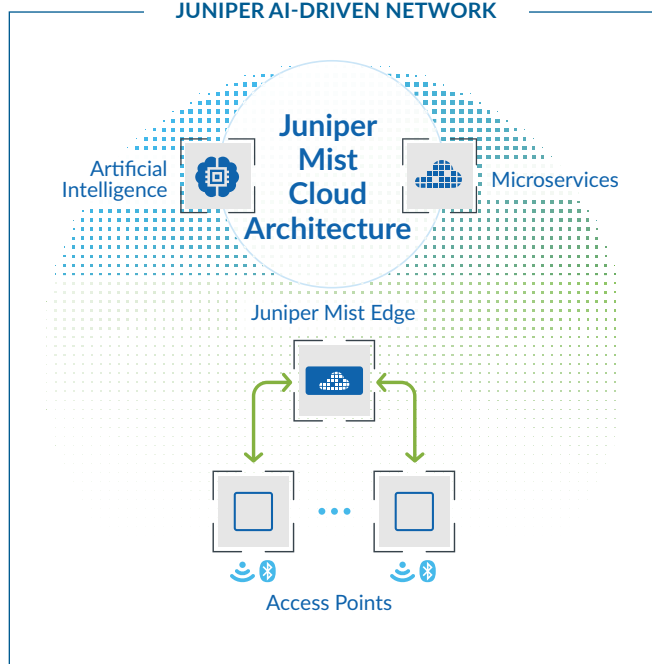 JUNIPER AI-DRIVEN NETWORK
Juniper
Mist
Cloud
Architecture
Artificial
Intelligence
Microservices
Juniper Mist Edge
Access Points